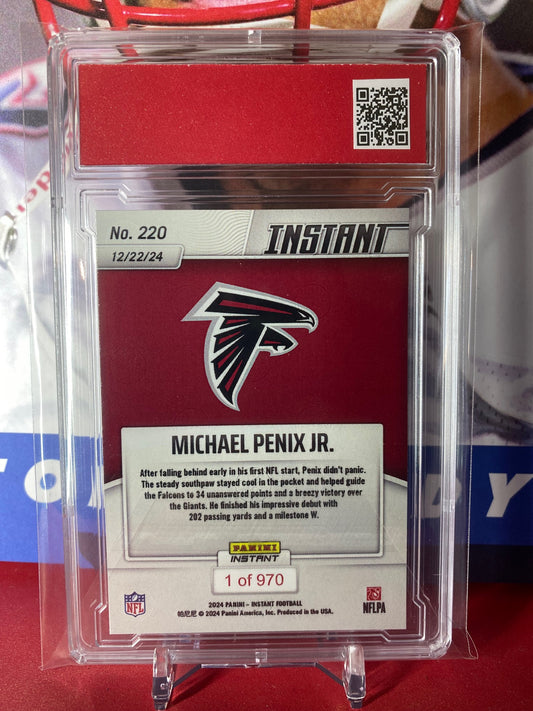 No. 220
INSTANT
12/22/24
MICHAEL PENIX JR.
After falling behind early in his first NFL start, Penix didn't panic.
The steady southpaw stayed cool in the pocket and helped guide
the Falcons to 34 unanswered points and a breezy victory over
the Giants. He finished his impressive debut with
202 passing yards and a milestone W.
PANINI
INSTANT
1 of 970
NFL
2024 PANINI - INSTANT FOOTBALL
帕尼尼 © 2024 Panini America, Inc. Produced in the USA.
NFLPA